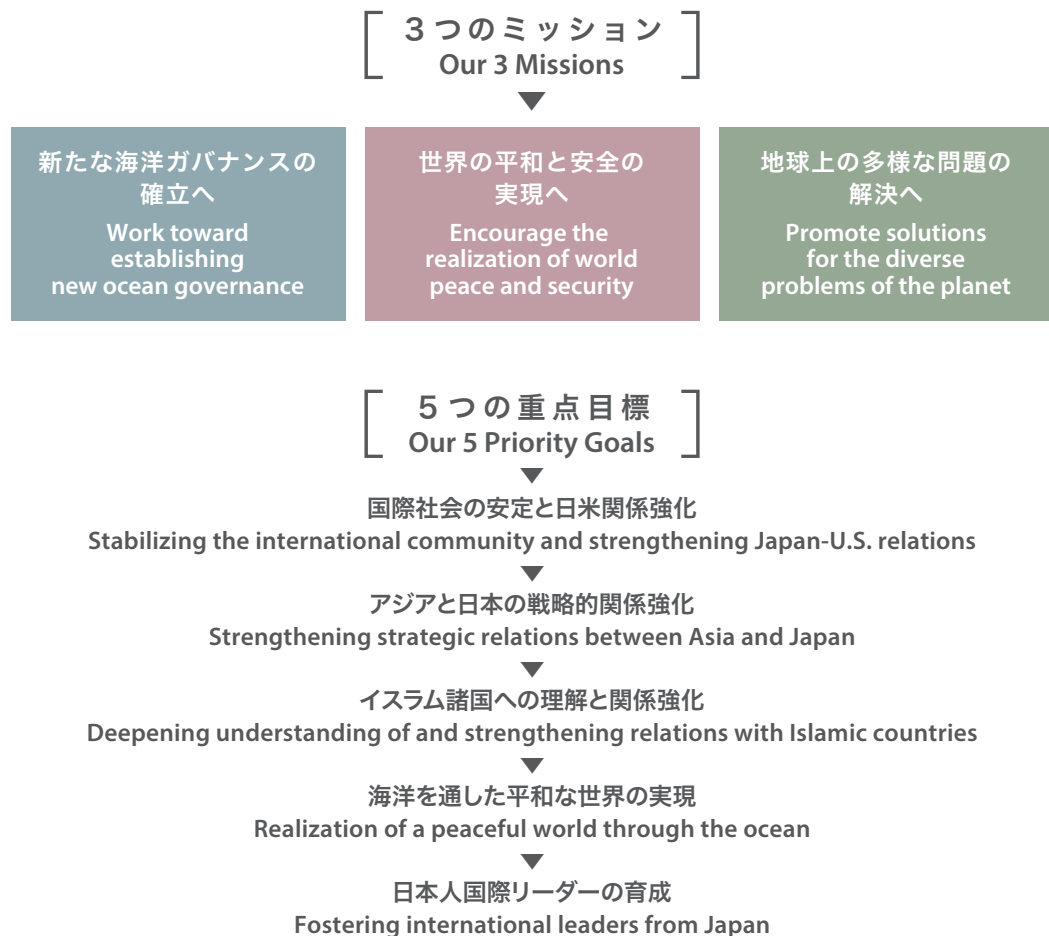 3つのミッション
Our 3 Missions
新たな海洋ガバナンスの
確立へ
Work toward
establishing
new ocean governance
世界の平和と安全の
実現へ
Encourage the
realization of world
peace and security
地球上の多様な問題の
解決へ
Promote solutions
for the diverse
problems of the planet
5つの重点目標
Our 5 Priority Goals
国際社会の安定と日米関係強化
Stabilizing the international community and strengthening Japan-U.S. relations
アジアと日本の戦略的関係強化
Strengthening strategic relations between Asia and Japan
イスラム諸国への理解と関係強化
Deepening understanding of and strengthening relations with Islamic countries
海洋を通した平和な世界の実現
Realization of a peaceful world through the ocean
日本人国際リーダーの育成
Fostering international leaders from Japan